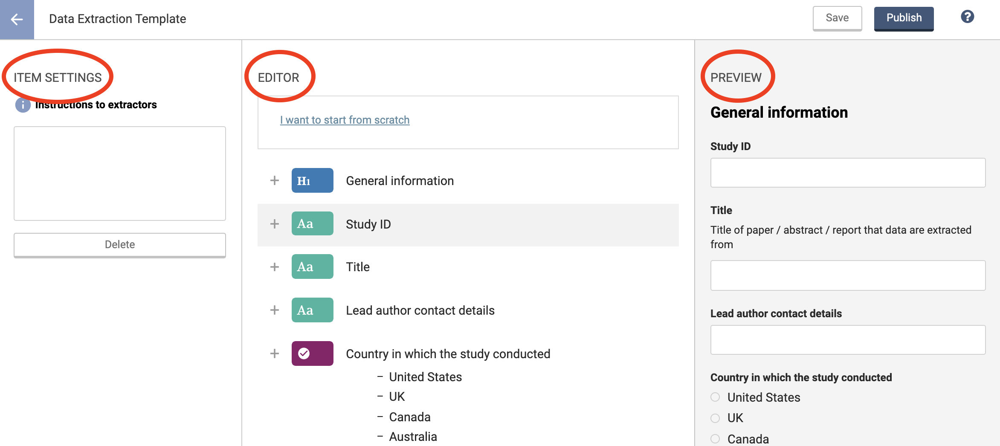 Data Extraction Template
Save
Publish
?
ITEM SETTINGS
i Instructions to extractors
Delete
EDITOR
I want to start from scratch
+ H1 General information
+ Aa Study ID
+ Aa Title
+ Aa Lead author contact details
+ Country in which the study conducted
– United States
– UK
– Canada
– Australia
PREVIEW
General information
Study ID
Title
Title of paper / abstract / report that data are extracted
from
Lead author contact details
Country in which the study conducted
United States
UK
Canada